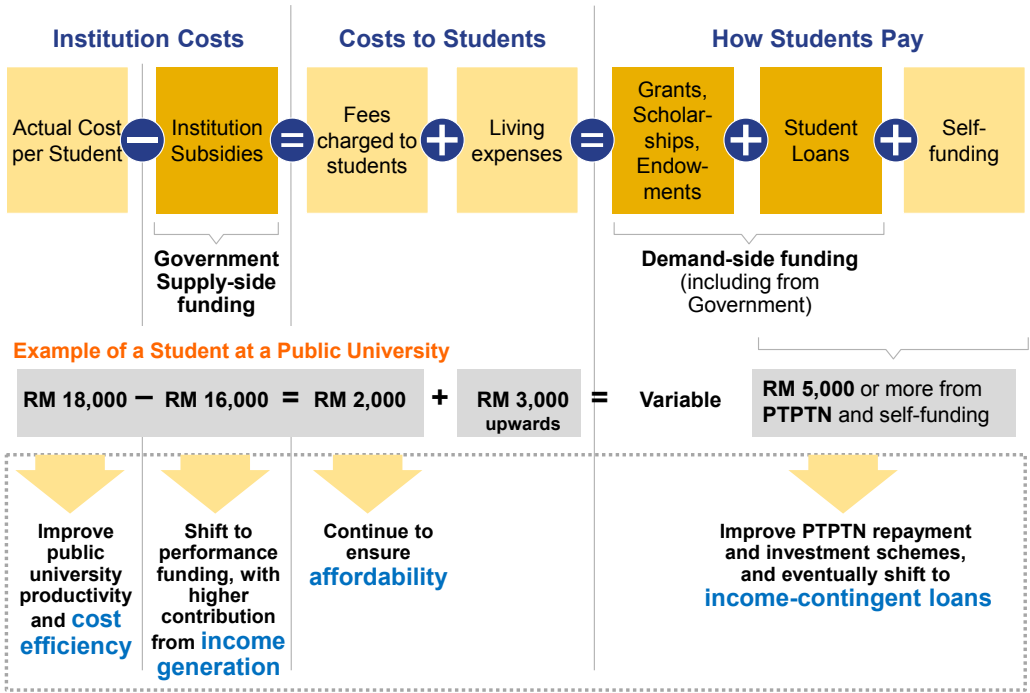 Institution Costs
Costs to Students
How Students Pay
Actual Cost
per Student
−
Institution
Subsidies
=
Fees
charged to
students
+
Living
expenses
=
Grants,
Scholar-
ships,
Endow-
ments
+
Student
Loans
+
Self-
funding
Government
Supply-side
funding
Demand-side funding
(including from
Government)
Example of a Student at a Public University
RM 18,000 − RM 16,000 = RM 2,000 + RM 3,000 = Variable
upwards
RM 5,000 or more from
PTPTN and self-funding
Improve
public
university
productivity
and cost
efficiency
Shift to
performance
funding, with
higher
contribution
from income
generation
Continue to
ensure
affordability
Improve PTPTN repayment
and investment schemes,
and eventually shift to
income-contingent loans